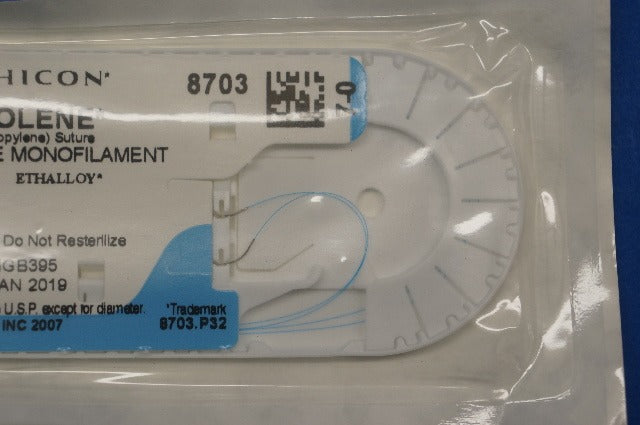 HICON*
8703
7-0
OLENE*
opylene) Suture
E MONOFILAMENT
ETHALLOY*
Do Not Resterilize
GB395
AN 2019
U.S.P. except for diameter.
*Trademark
INC 2007
8703.P32